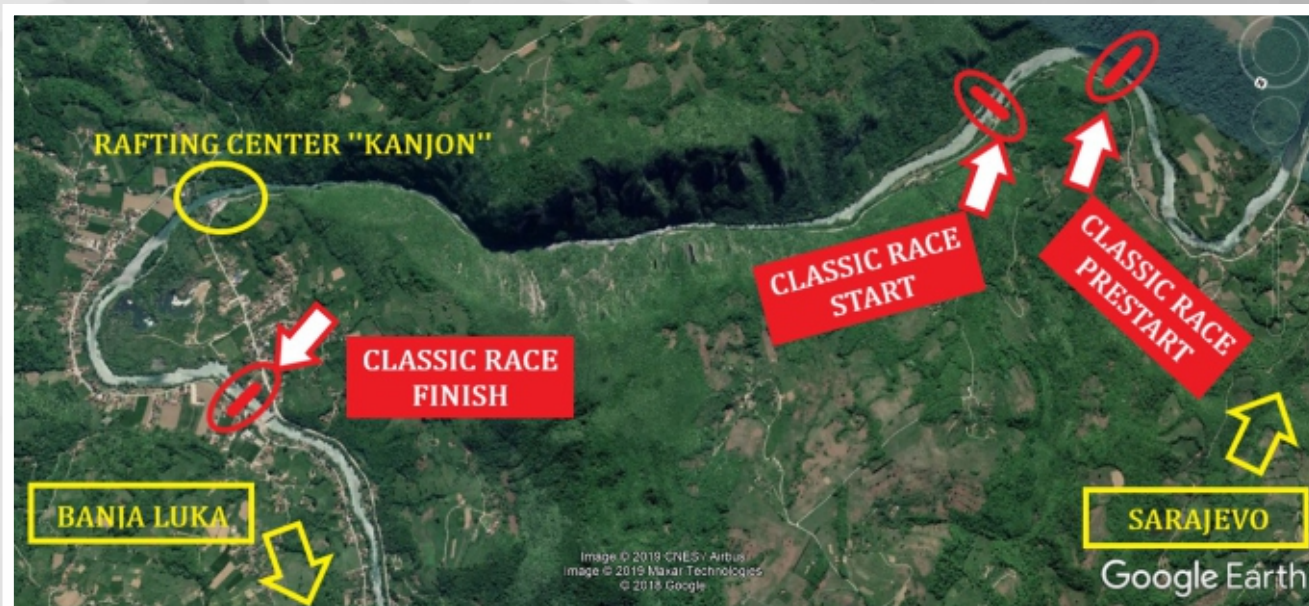 RAFTING CENTER "KANJON"
CLASSIC RACE
START
CLASSIC RACE
PRESTART
CLASSIC RACE
FINISH
BANJA LUKA
SARAJEVO
Image © 2019 CNES / Airbus
Image © 2019 Maxar Technologies
© 2018 Google
Google Earth